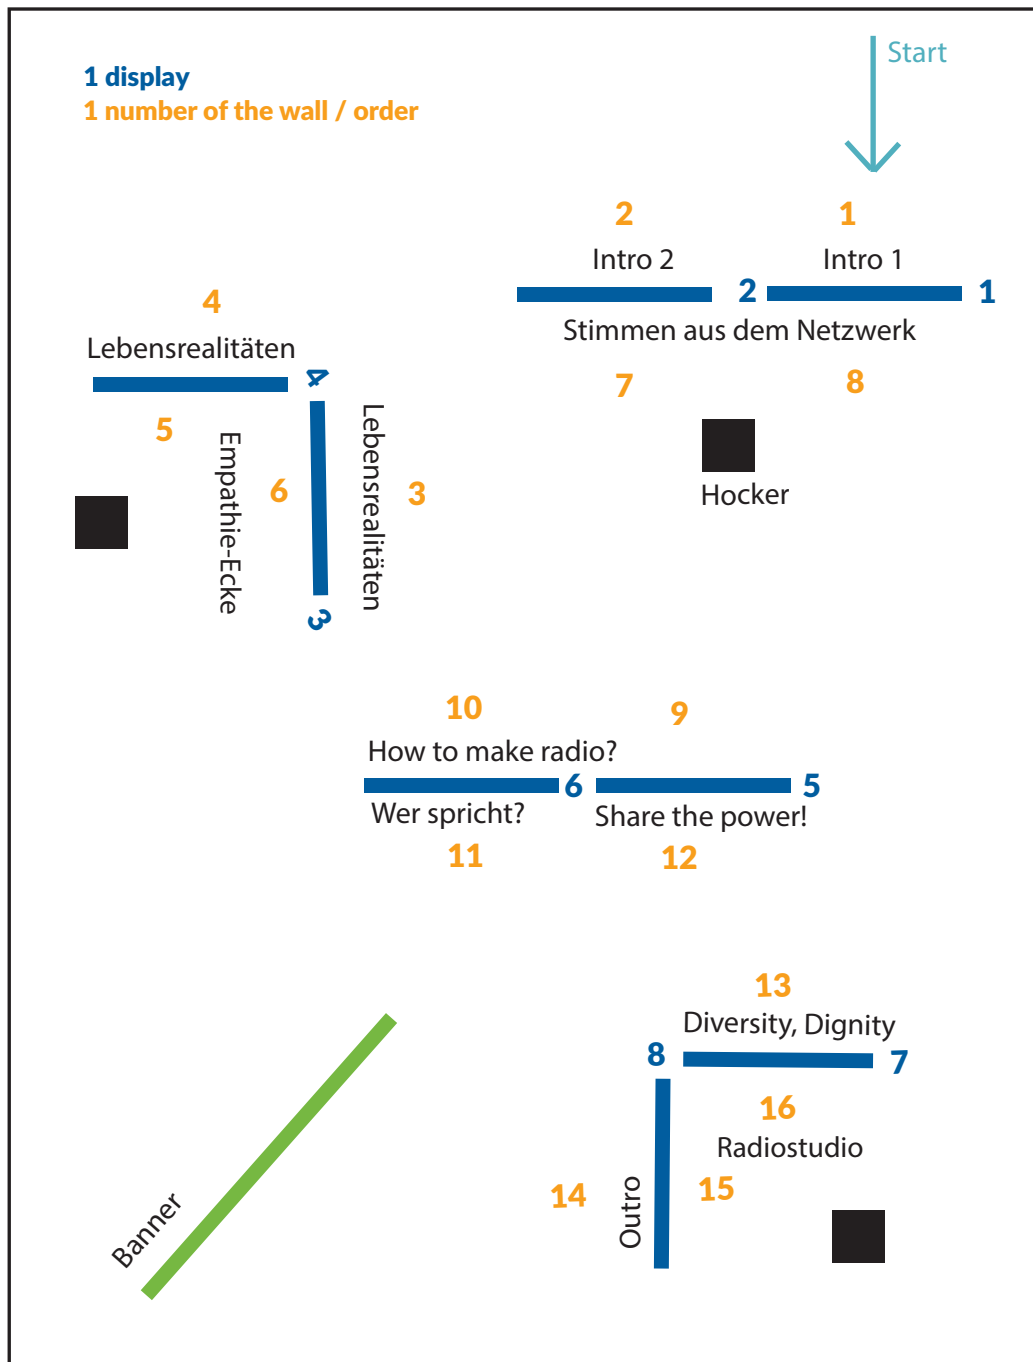 Start
1 display
1 number of the wall / order
2
1
Intro 2
Intro 1
2
1
Stimmen aus dem Netzwerk
7
8
Hocker
4
Lebensrealitäten
4
5
Empathie-Ecke
6
Lebensrealitäten
3
3
10
9
How to make radio?
6
5
Wer spricht?
Share the power!
11
12
13
Diversity, Dignity
8
7
16
Radiostudio
14
Outro
15
Banner